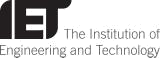 IET The Institution of
Engineering and Technology